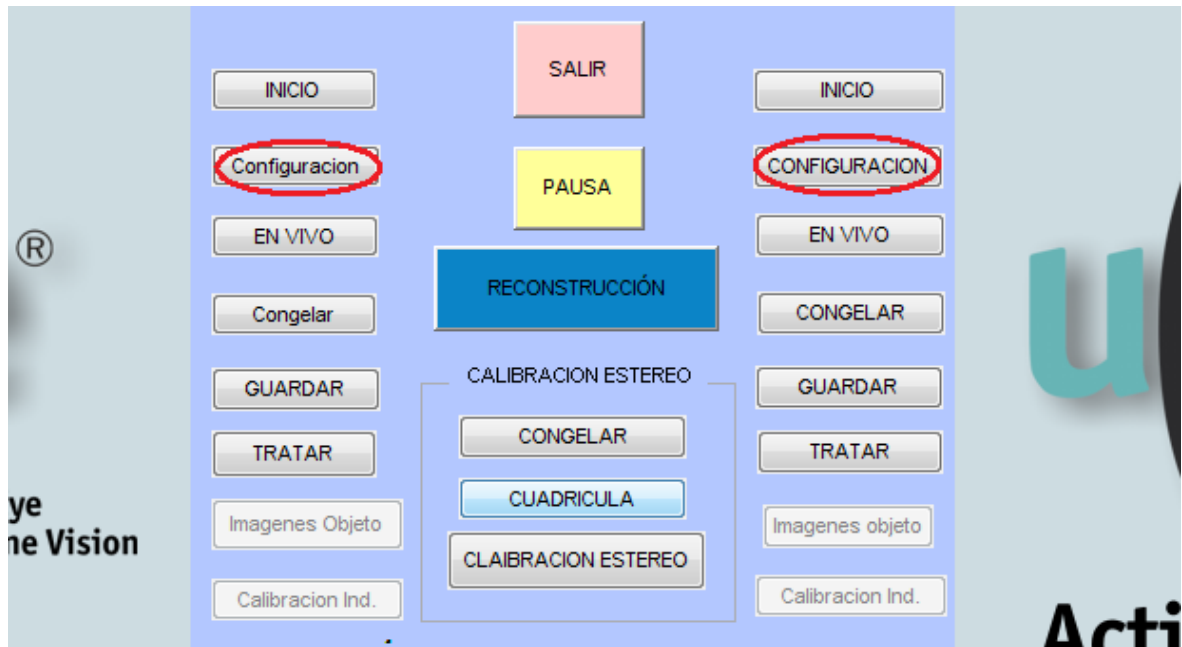 SALIR
INICIO
INICIO
Configuracion
PAUSA
CONFIGURACION
EN VIVO
EN VIVO
®
RECONSTRUCCIÓN
Congelar
CONGELAR
u
CALIBRACION ESTEREO
GUARDAR
GUARDAR
CONGELAR
TRATAR
TRATAR
CUADRICULA
ye
Imagenes Objeto
Imagenes objeto
ne Vision
CLAIBRACION ESTEREO
Calibracion Ind.
Calibracion Ind.
Acti